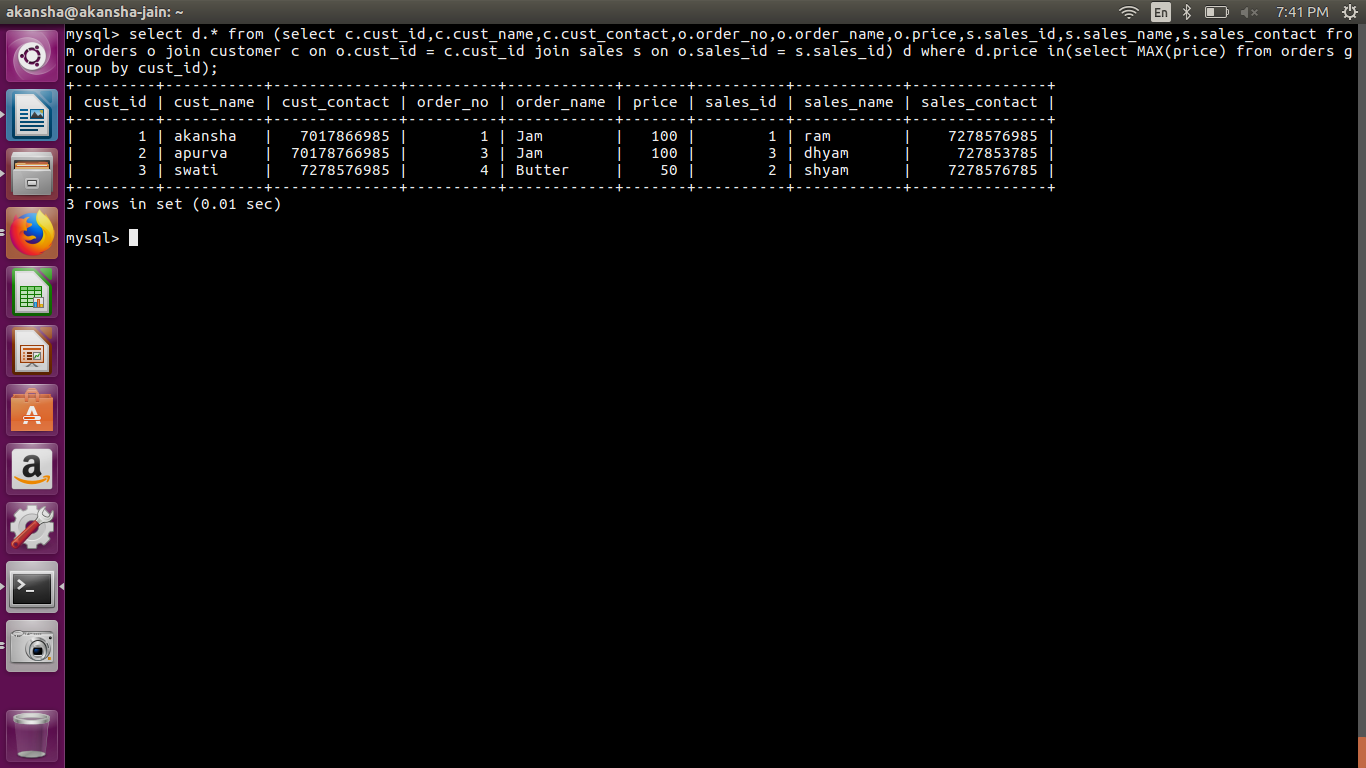 akansha@akansha-jain: ~
En
7:41 PM
mysql> select d.* from (select c.cust_id,c.cust_name,c.cust_contact,o.order_no,o.order_name,o.price,s.sales_id,s.sales_name,s.sales_contact fro
m orders o join customer c on o.cust_id = c.cust_id join sales s on o.sales_id = s.sales_id) d where d.price in(select MAX(price) from orders g
roup by cust_id);
+---------+-----------+--------------+----------+------------+-------+----------+------------+---------------+
| cust_id | cust_name | cust_contact | order_no | order_name | price | sales_id | sales_name | sales_contact |
+---------+-----------+--------------+----------+------------+-------+----------+------------+---------------+
|       1 | akansha   |   7017866985 |        1 | Jam        |   100 |        1 | ram        |    7278576985 |
|       2 | apurva    |  70178766985 |        3 | Jam        |   100 |        3 | dhyam      |     727853785 |
|       3 | swati     |   7278576985 |        4 | Butter     |    50 |        2 | shyam      |    7278576785 |
+---------+-----------+--------------+----------+------------+-------+----------+------------+---------------+
3 rows in set (0.01 sec)
mysql>